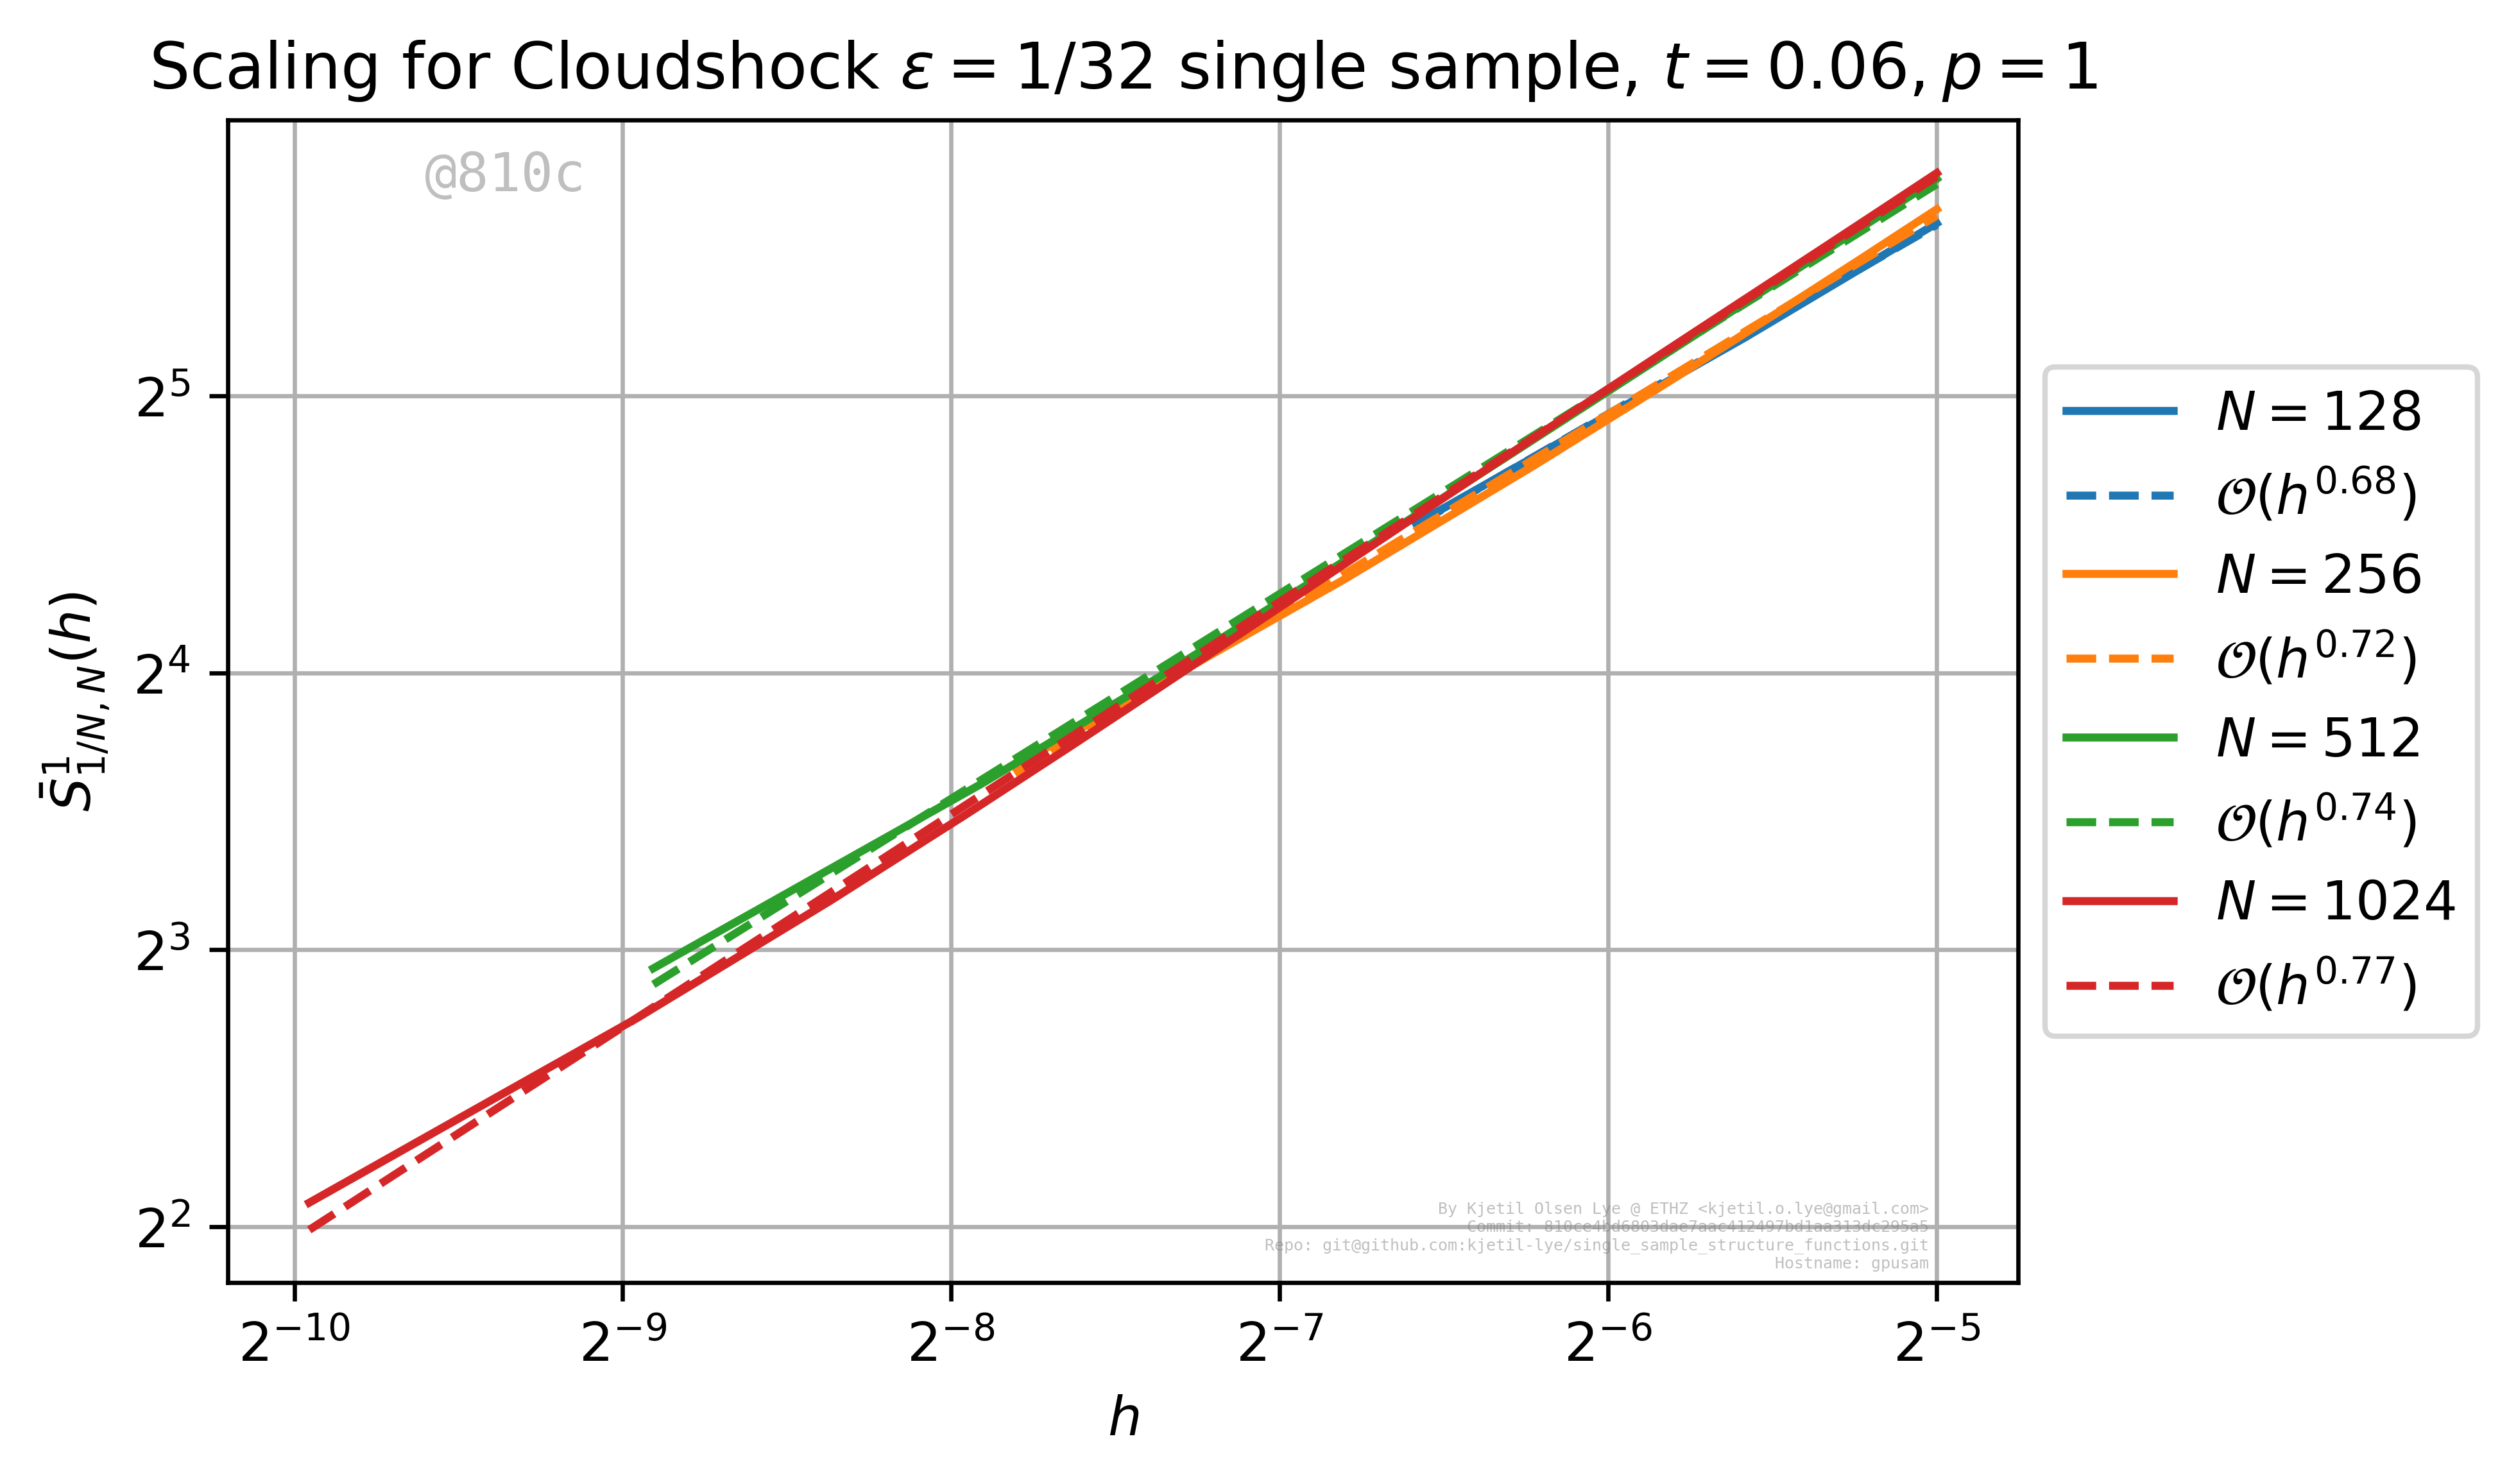 Scaling for Cloudshock ε = 1/32 single sample, t = 0.06, p = 1
@810c
2^5
2^4
2^3
2^2
S̄^1_{1/N, N}(h)
N = 128
𝒪(h^{0.68})
N = 256
𝒪(h^{0.72})
N = 512
𝒪(h^{0.74})
N = 1024
𝒪(h^{0.77})
By Kjetil Olsen Lye @ ETHZ <kjetil.o.lye@gmail.com>
Commit: 810ce4bd6803dae7aac412497bd1aa313dc295a5
Repo: git@github.com:kjetil-lye/single_sample_structure_functions.git
Hostname: gpusam
2^{−10} 2^{−9} 2^{−8} 2^{−7} 2^{−6} 2^{−5}
h